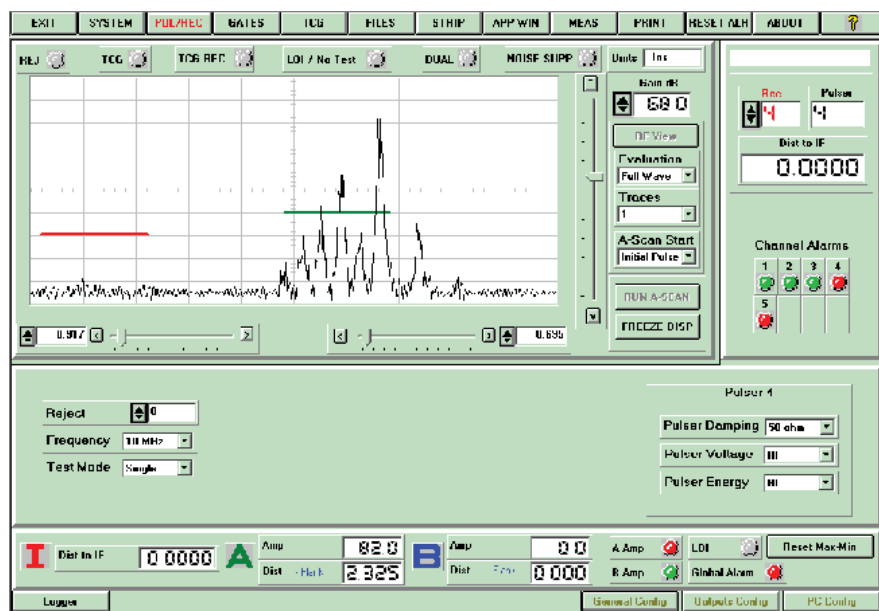 EXIT SYSTEM PUL/REC GATES TCG FILES STRIP APP WIN MEAS PRINT RESET ALM ABOUT ?
REJ TCG TCG REC LOI / No Test DUAL NOISE SUPP Units Ins
Gain dB
68.0
RF View
Evaluation
Full Wave
Traces
1
A-Scan Start
Initial Pulse
RUN A-SCAN
FREEZE DISP
0.917 0.695
Rec Pulser
4 4
Dist to IF
0.0000
Channel Alarms
1 2 3 4
5
Reject 0
Frequency 10 MHz
Test Mode Single
Pulser 4
Pulser Damping 50 ohm
Pulser Voltage HI
Pulser Energy HI
I Dist to IF 0.0000
A Amp 82.0
Dist 2.325
B Amp 0.0
Dist 0.000
A Amp LOI Reset Max-Min
B Amp Global Alarm
Logger General Config Outputs Config PC Config